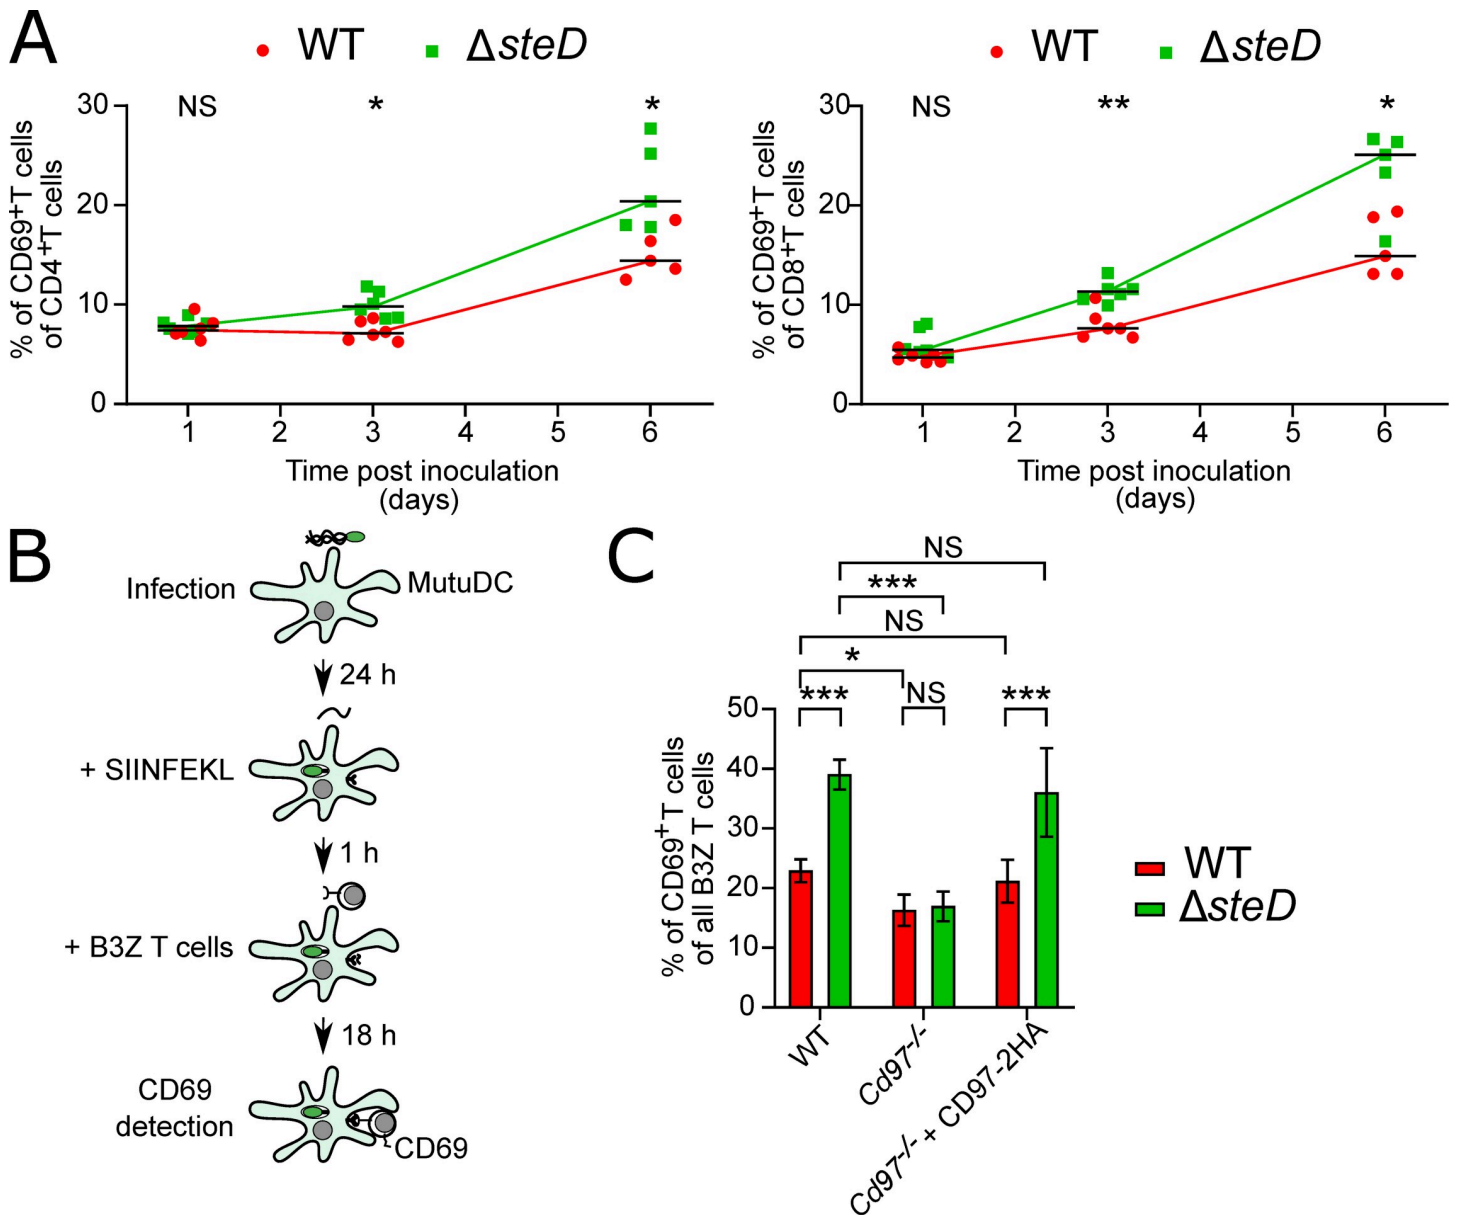 A
WT ΔsteD
WT ΔsteD
% of CD69+T cells
of CD4+T cells
30
20
10
0
NS * *
1 2 3 4 5 6
Time post inoculation
(days)
% of CD69+T cells
of CD8+T cells
30
20
10
0
NS ** *
1 2 3 4 5 6
Time post inoculation
(days)
B
Infection
MutuDC
24 h
+ SIINFEKL
1 h
+ B3Z T cells
18 h
CD69
detection
CD69
C
NS
***
NS
*
*** NS ***
% of CD69+T cells
of all B3Z T cells
50
40
30
20
10
0
WT
Cd97-/-
Cd97-/- + CD97-2HA
WT
ΔsteD